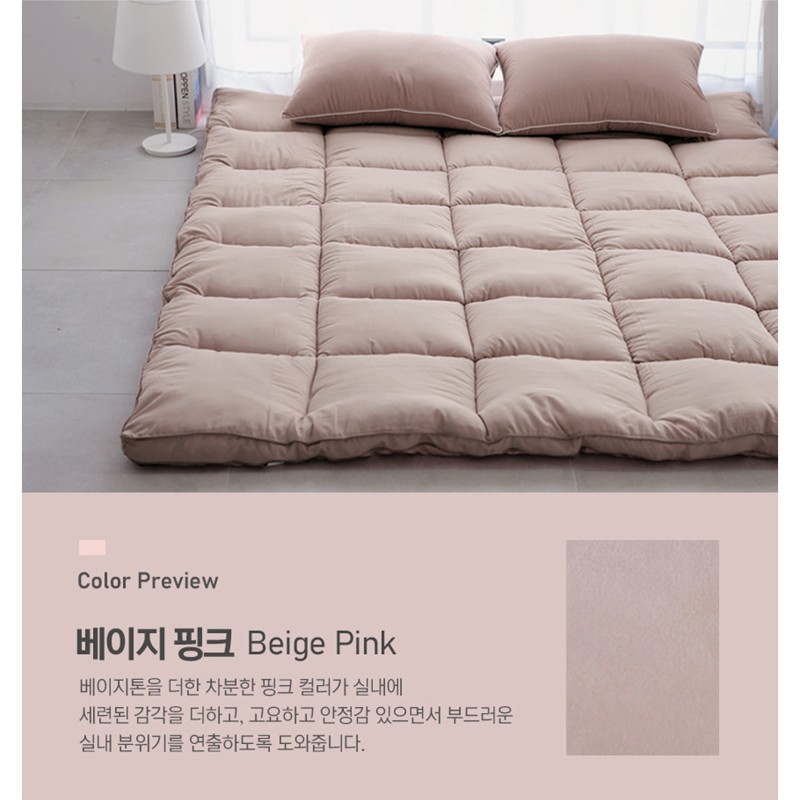 OPPEN STYLE
Color Preview
베이지 핑크 Beige Pink
베이지톤을 더한 차분한 핑크 컬러가 실내에
세련된 감각을 더하고, 고요하고 안정감 있으면서 부드러운
실내 분위기를 연출하도록 도와줍니다.